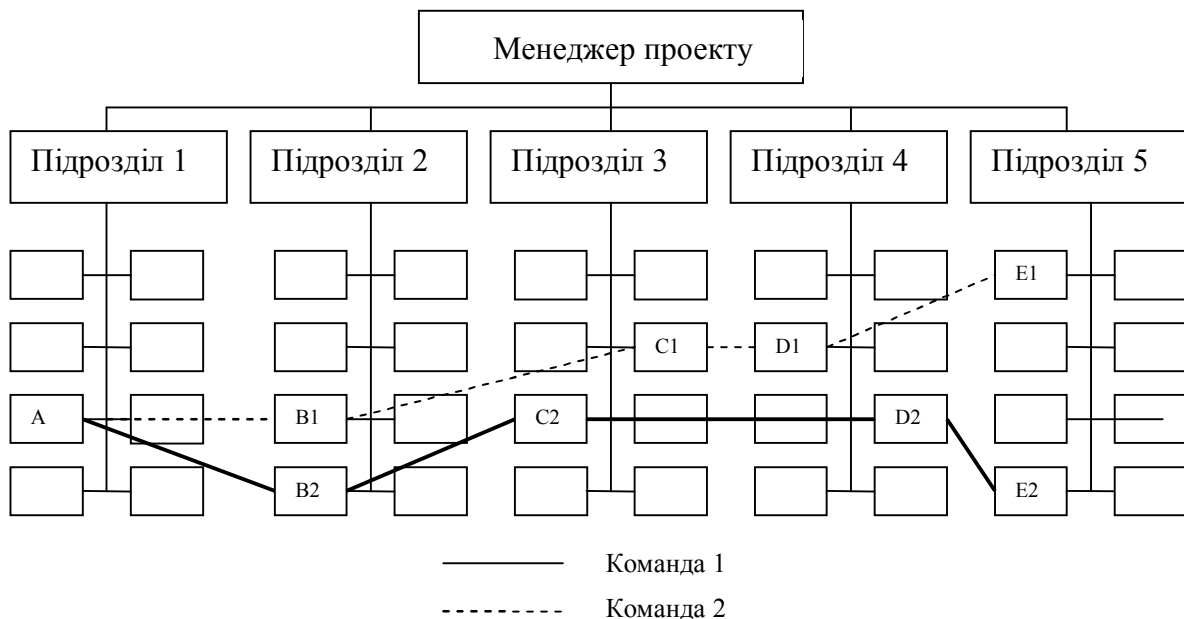 Менеджер проекту
Підрозділ 1
Підрозділ 2
Підрозділ 3
Підрозділ 4
Підрозділ 5
E1
C1
D1
A
B1
C2
D2
B2
E2
Команда 1
Команда 2